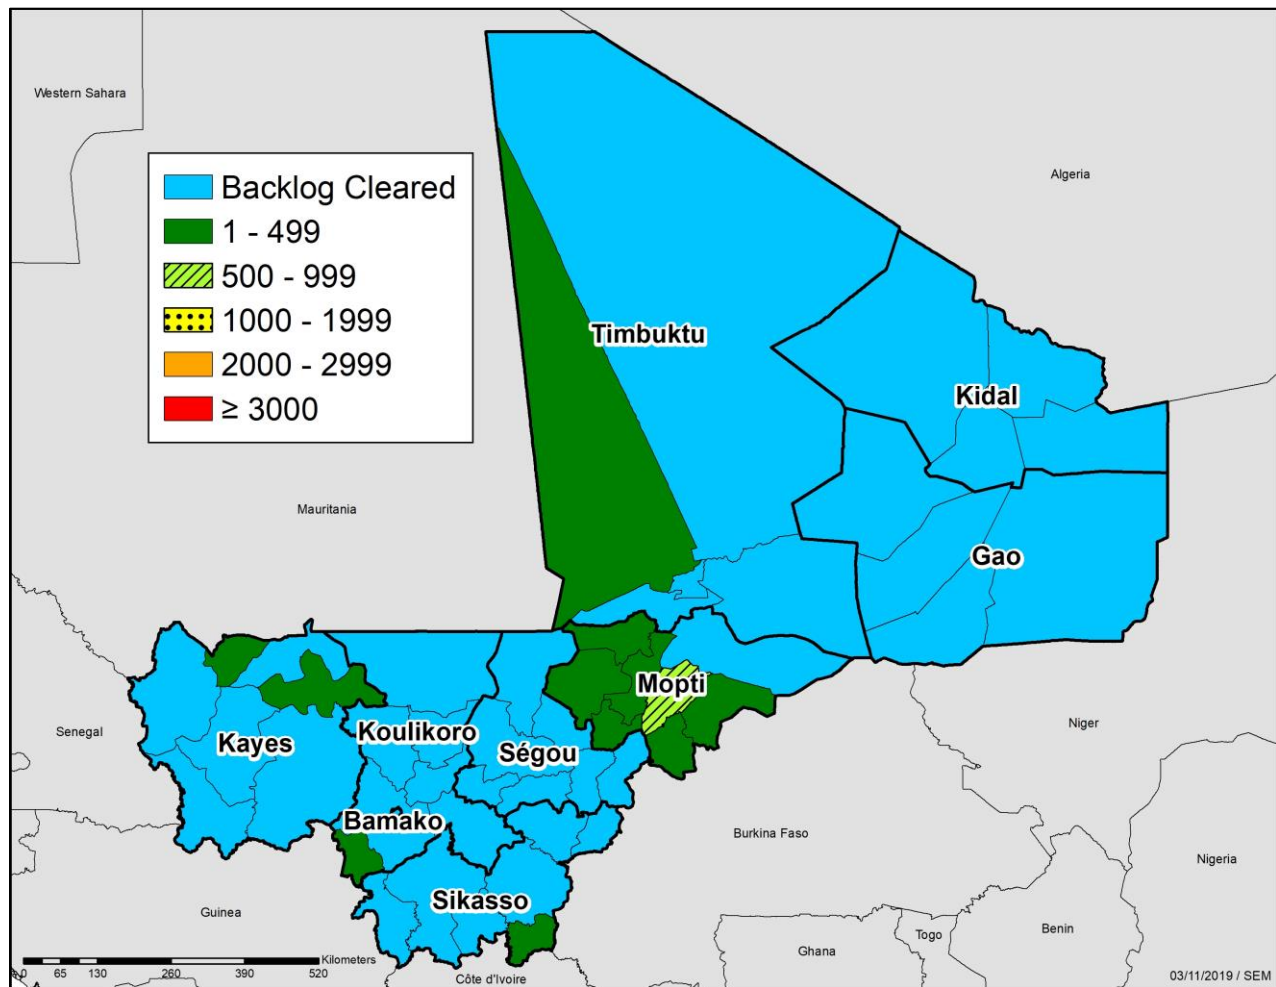 Western Sahara
Algeria
Backlog Cleared
1 - 499
500 - 999
1000 - 1999
2000 - 2999
≥ 3000
Timbuktu
Kidal
Mauritania
Gao
Mopti
Niger
Senegal
Koulikoro
Kayes
Ségou
Bamako
Burkina Faso
Nigeria
Sikasso
Guinea
Benin
Togo
Ghana
Kilometers
0 65 130 260 390 520
Côte d'Ivoire
03/11/2019 / SEM